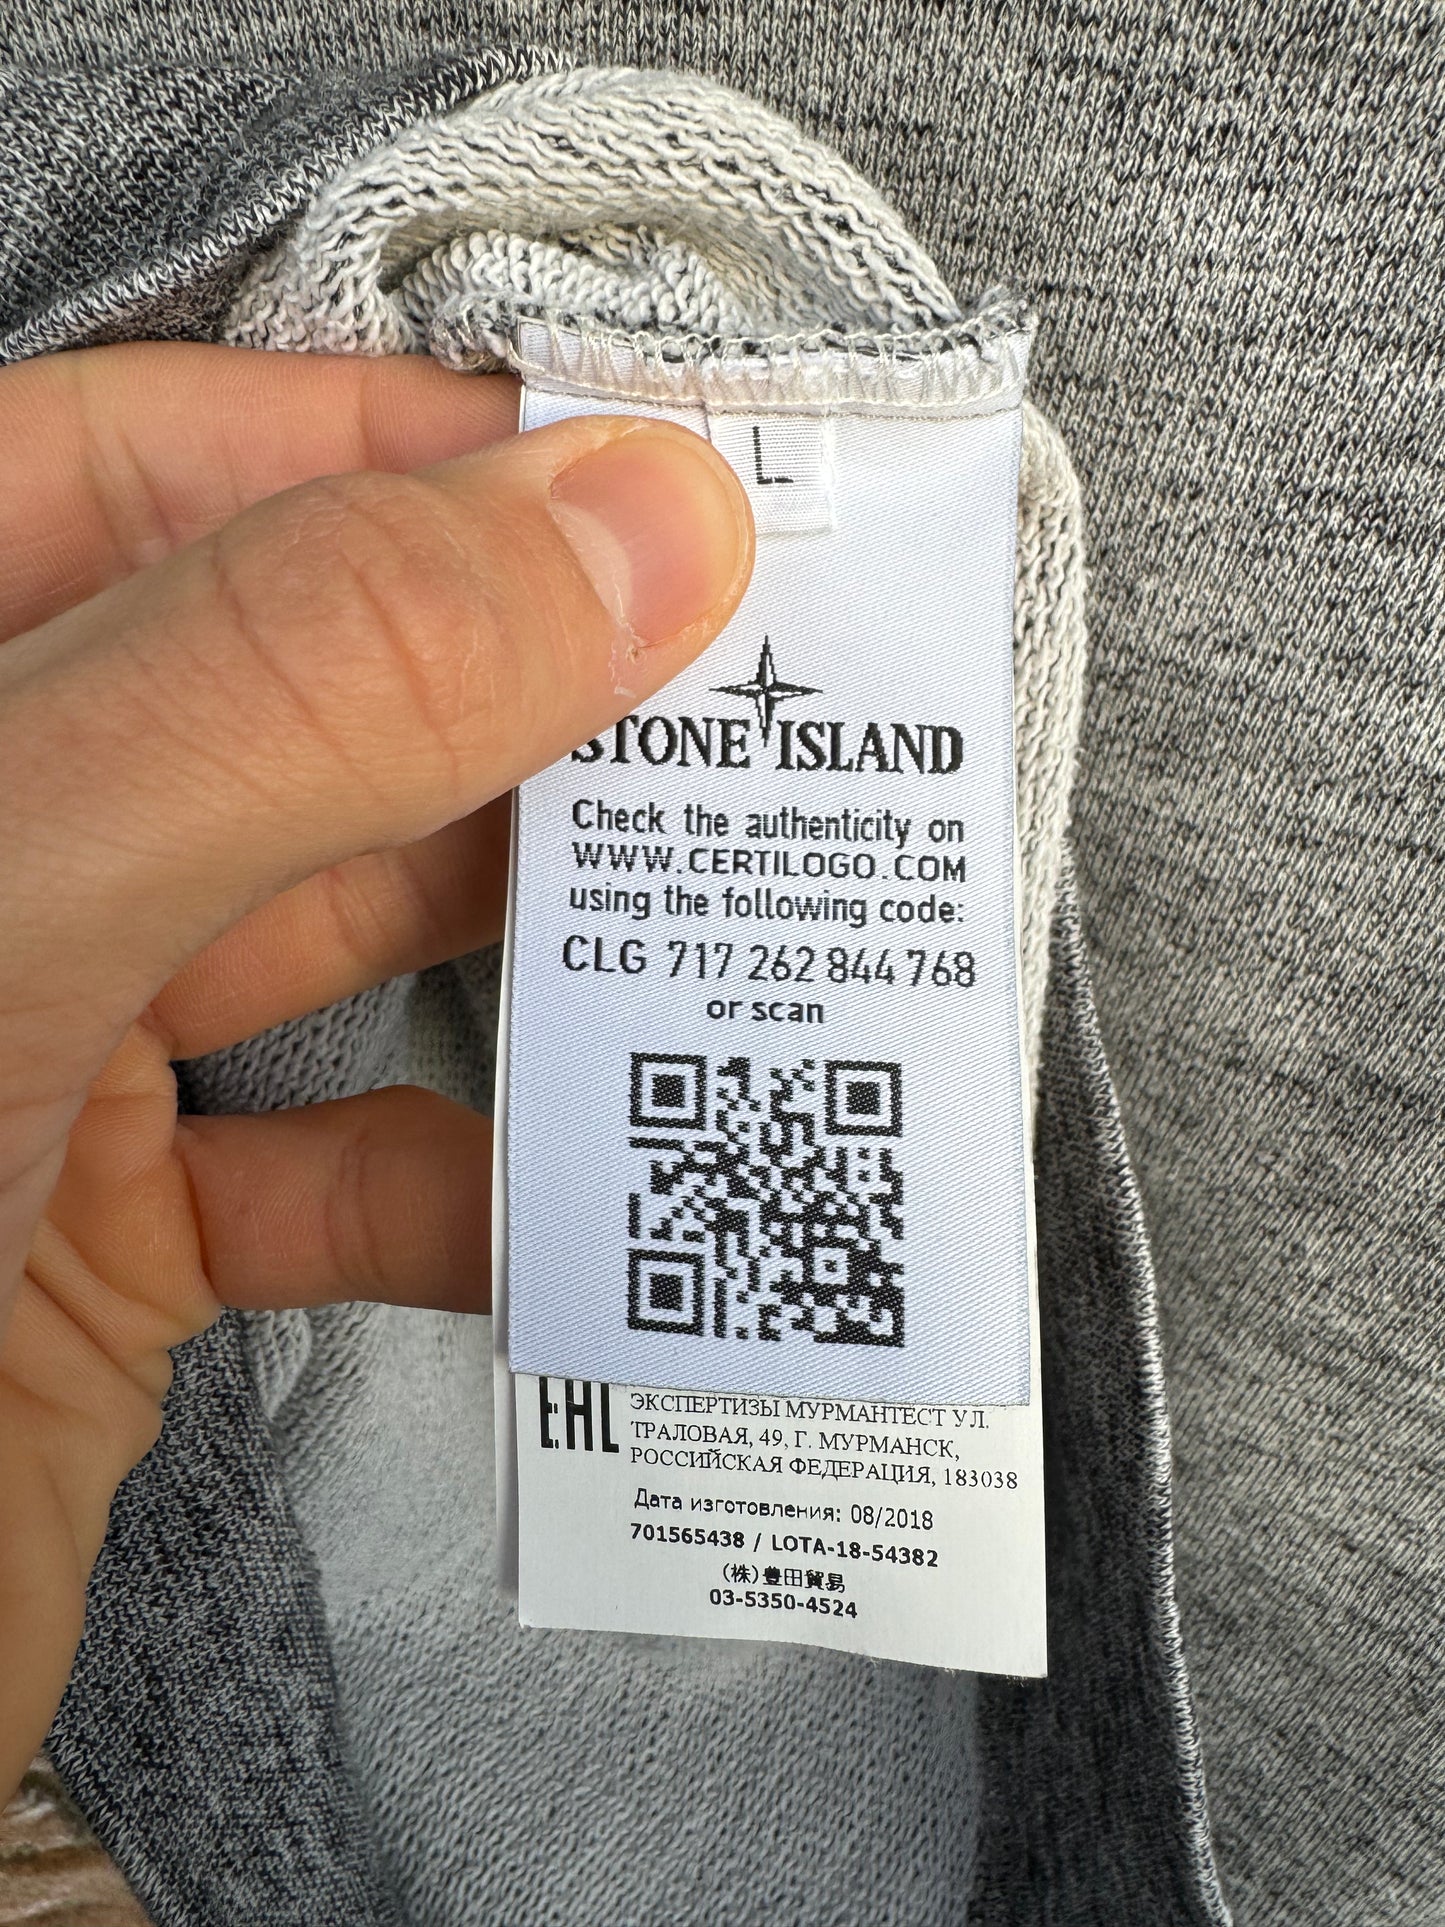 L
STONE ISLAND
Check the authenticity on
WWW.CERTILOGO.COM
using the following code:
CLG 717 262 844 768
or scan
EAC
ЭКСПЕРТИЗЫ МУРМАНТЕСТ УЛ.
ТРАЛОВАЯ, 49, Г. МУРМАНСК,
РОССИЙСКАЯ ФЕДЕРАЦИЯ, 183038
Дата изготовления: 08/2018
701565438 / LOTA-18-54382
(株)豊田貿易
03-5350-4524